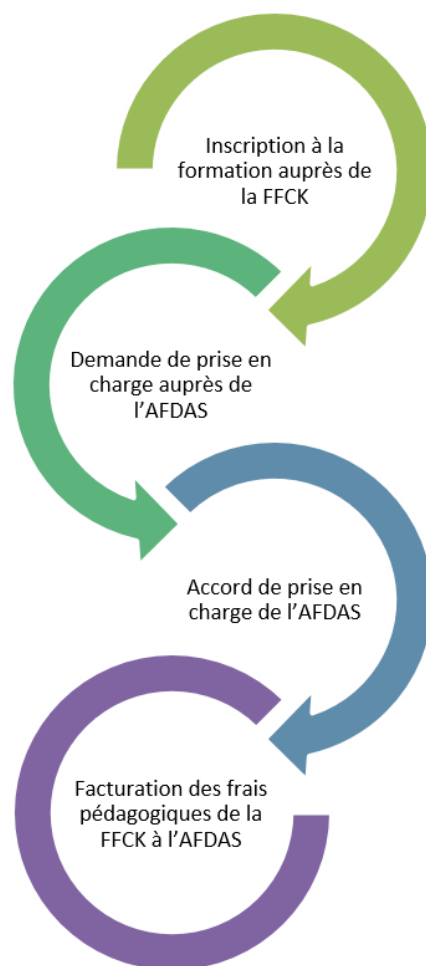 Inscription à la
formation auprès de
la FFCK
Demande de prise en
charge auprès de
l’AFDAS
Accord de prise en
charge de l’AFDAS
Facturation des frais
pédagogiques de la
FFCK à l’AFDAS